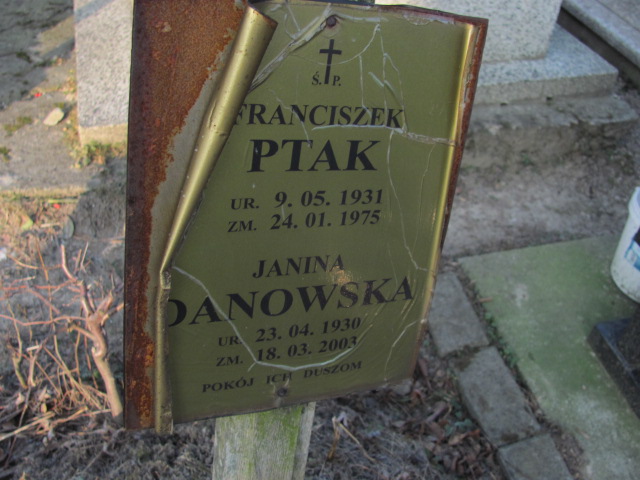 Ś. P.
FRANCISZEK
PTAK
UR. 9. 05. 1931
ZM. 24. 01. 1975
JANINA
DANOWSKA
UR. 23. 04. 1930
ZM. 18. 03. 2003
POKÓJ ICH DUSZOM